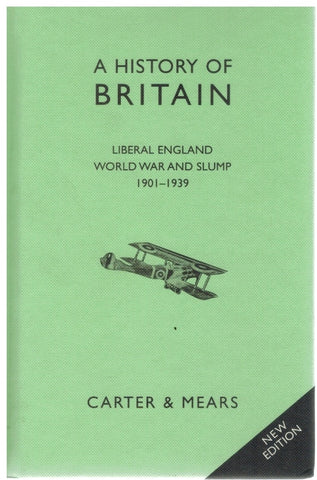 A HISTORY OF
BRITAIN
LIBERAL ENGLAND
WORLD WAR AND SLUMP
1901–1939
CARTER & MEARS
NEW
EDITION